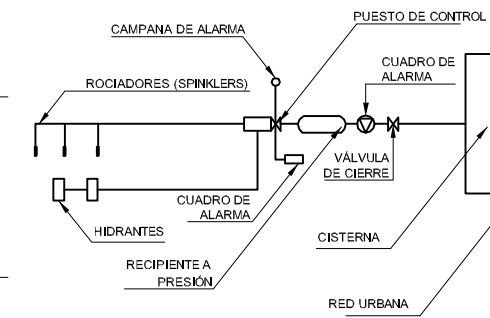 PUESTO DE CONTROL
CAMPANA DE ALARMA
CUADRO DE
ALARMA
ROCIADORES (SPINKLERS)
VÁLVULA
DE CIERRE
CUADRO DE
ALARMA
HIDRANTES
CISTERNA
RECIPIENTE A
PRESIÓN
RED URBANA